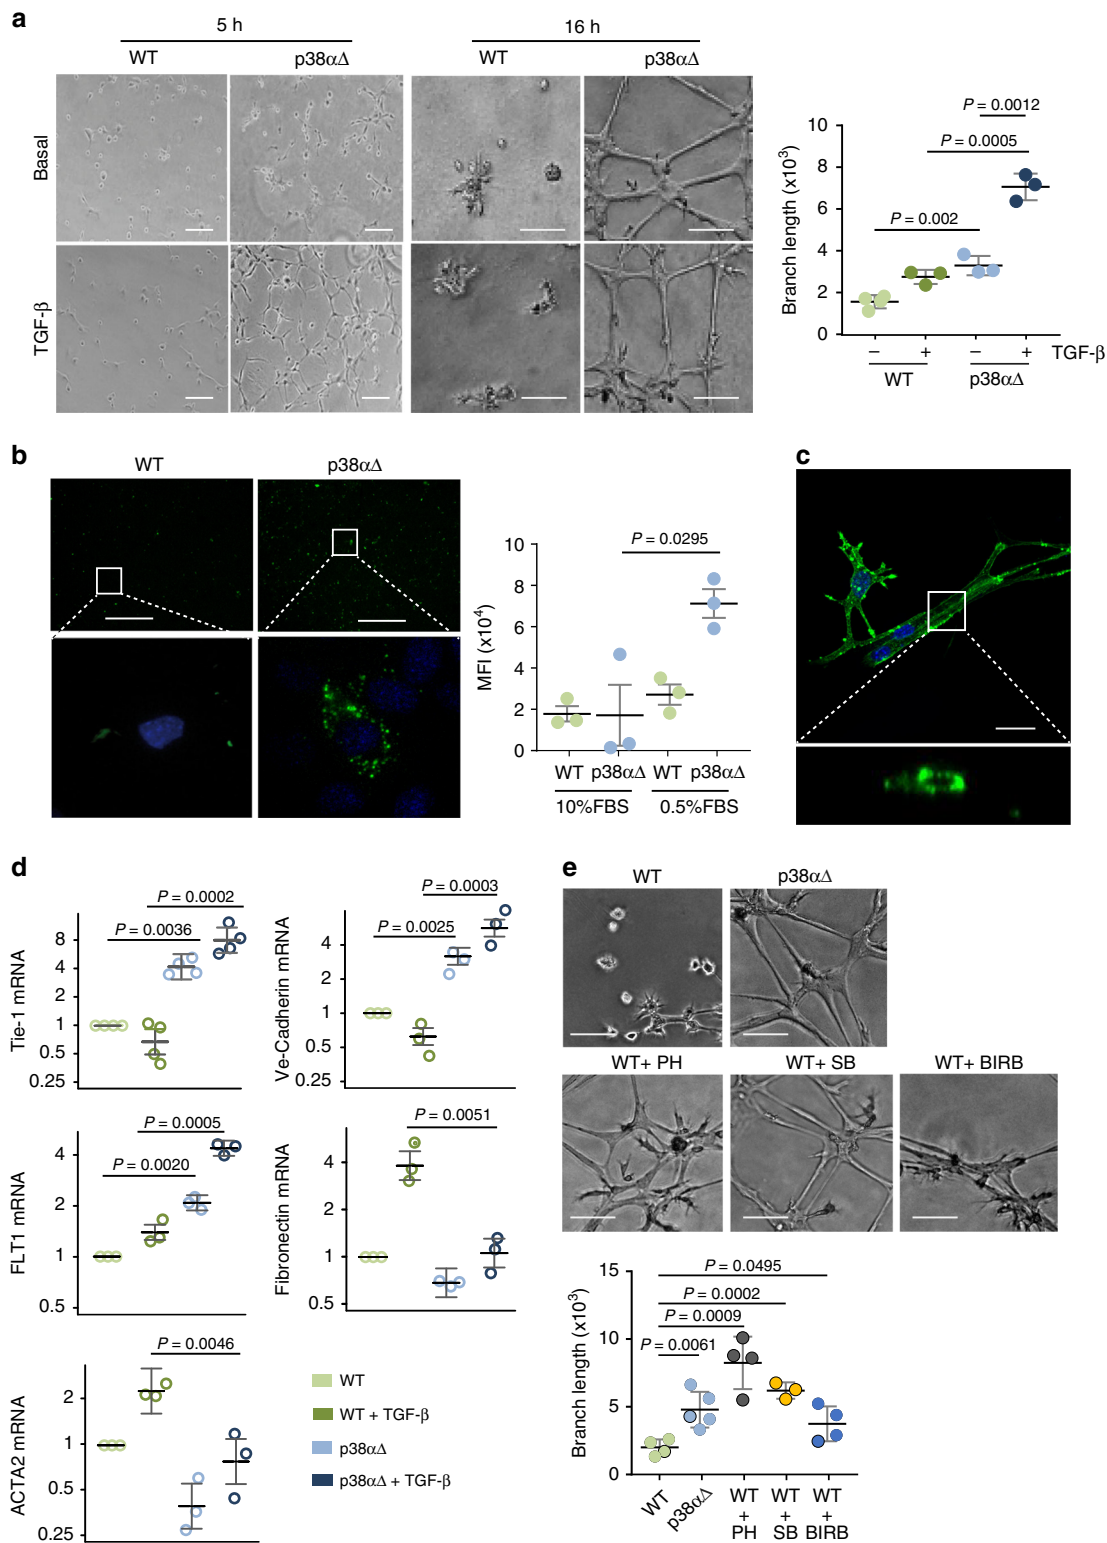 a
5 h
16 h
WT
p38αΔ
WT
p38αΔ
Basal
TGF-β
Branch length (x10³)
10
8
6
4
2
0
P = 0.0012
P = 0.0005
P = 0.002
– + – + TGF-β
WT p38αΔ
b
WT
p38αΔ
MFI (x10⁴)
10
8
6
4
2
0
P = 0.0295
WT p38αΔ WT p38αΔ
10%FBS 0.5%FBS
c
d
Tie-1 mRNA
8
4
2
1
0.5
0.25
P = 0.0002
P = 0.0036
Ve-Cadherin mRNA
4
2
1
0.5
0.25
P = 0.0003
P = 0.0025
FLT1 mRNA
4
2
1
0.5
P = 0.0005
P = 0.0020
Fibronectin mRNA
4
2
1
0.5
P = 0.0051
ACTA2 mRNA
2
1
0.5
0.25
P = 0.0046
WT
WT + TGF-β
p38αΔ
p38αΔ + TGF-β
e
WT
p38αΔ
WT+ PH
WT+ SB
WT+ BIRB
Branch length (x10³)
15
10
5
0
P = 0.0495
P = 0.0002
P = 0.0009
P = 0.0061
WT
p38αΔ
WT + PH
WT + SB
WT + BIRB